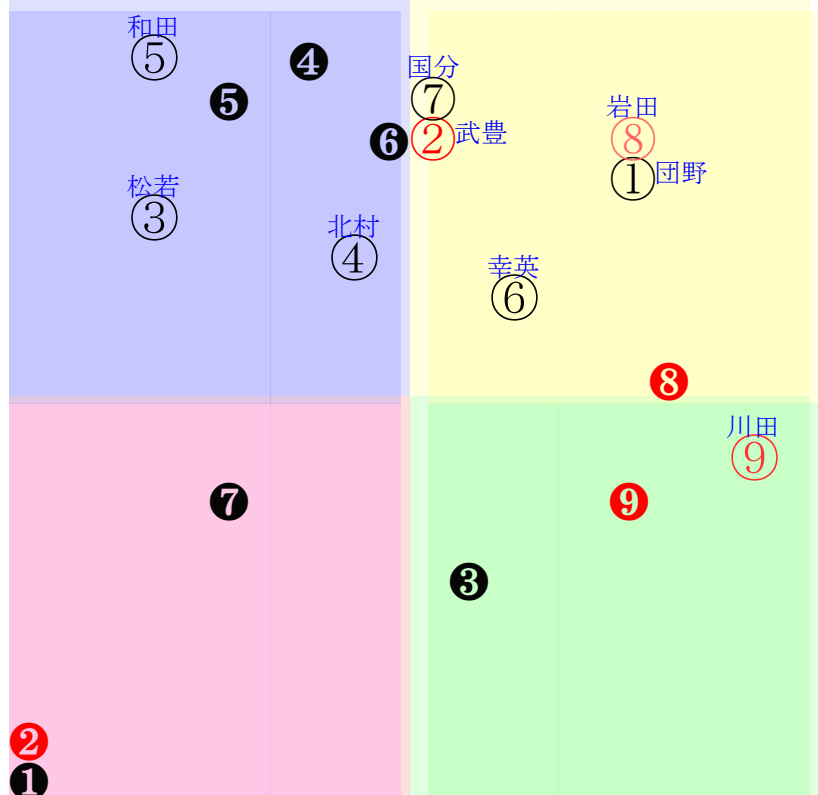 和田
⑤
❹
❺
国分
⑦
❻
②武豊
岩田
⑧
①団野
松若
③
北村
④
幸英
⑥
❽
川田
⑨
❼
❾
❸
❷
❶